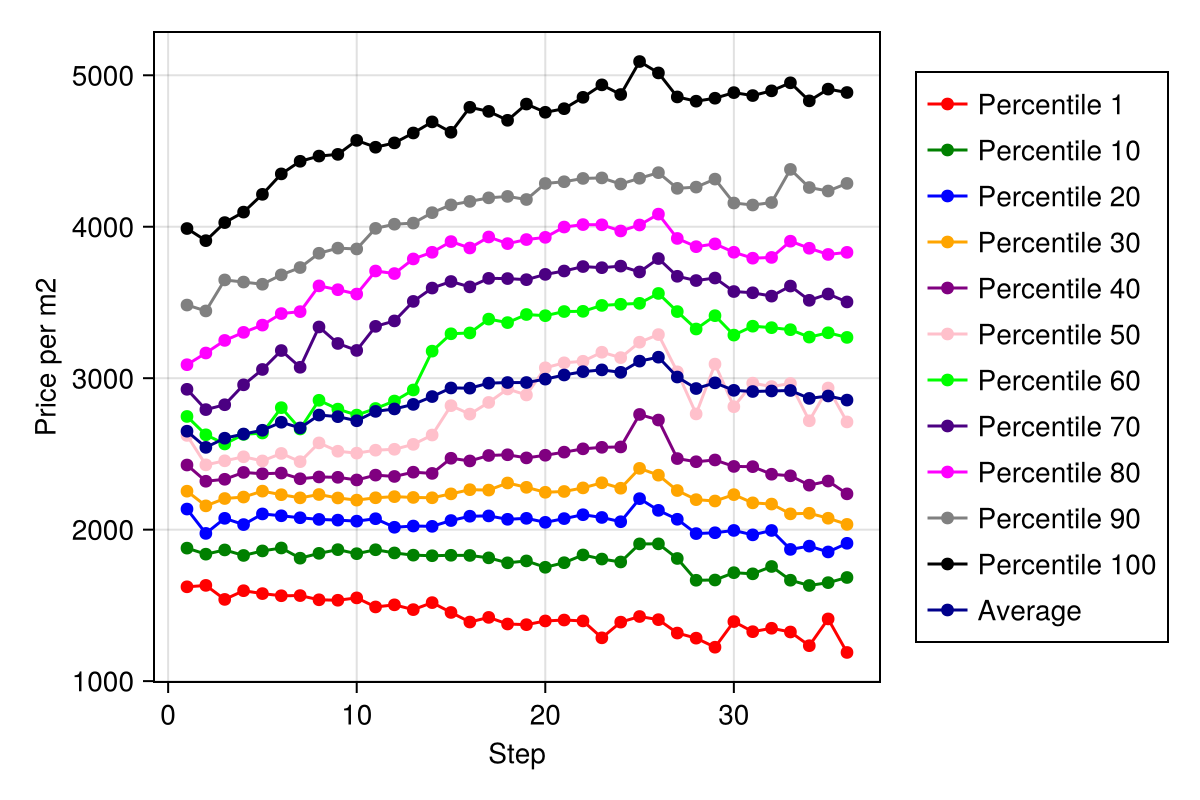 5000
4000
3000
2000
1000
Price per m2
0 10 20 30
Step
Percentile 1
Percentile 10
Percentile 20
Percentile 30
Percentile 40
Percentile 50
Percentile 60
Percentile 70
Percentile 80
Percentile 90
Percentile 100
Average